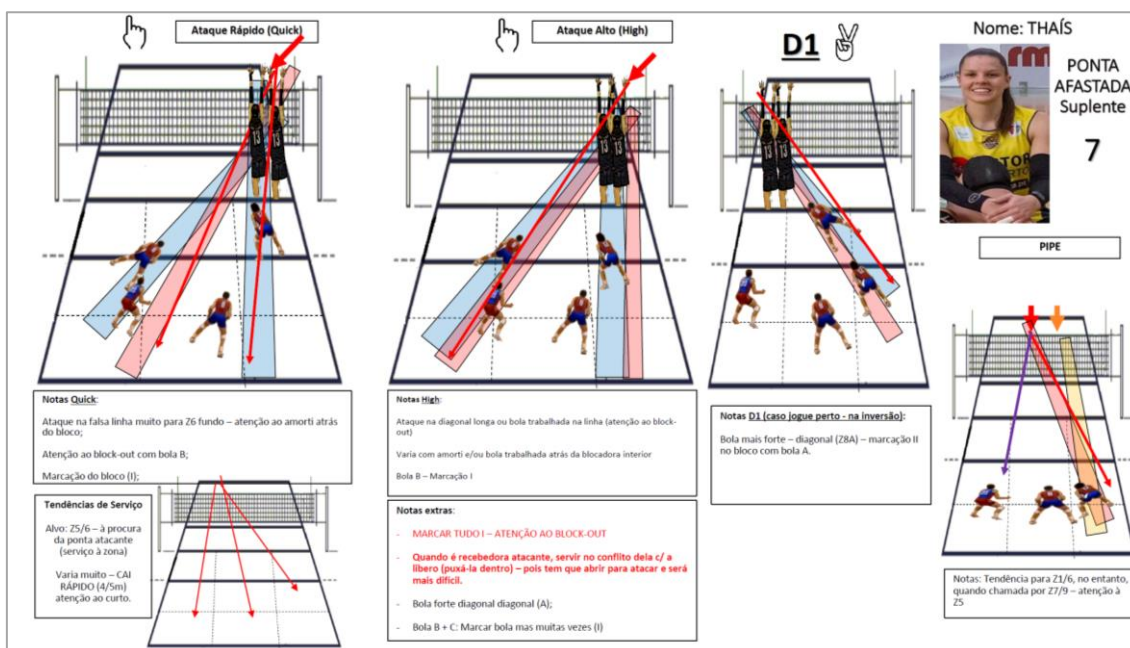 Ataque Rápido (Quick)
Ataque Alto (High)
D1
Nome: THAÍS
PONTA
AFASTADA
Suplente
7
PIPE
Notas Quick:
Ataque na falsa linha muito para Z6 fundo – atenção ao amorti atrás
do bloco;
Atenção ao block-out com bola B;
Marcação do bloco (I);
Notas High:
Ataque na diagonal longa ou bola trabalhada na linha (atenção ao block-
out)
Varia com amorti e/ou bola trabalhada atrás da blocadora interior
Bola B – Marcação I
Notas D1 (caso jogue perto - na inversão):
Bola mais forte – diagonal (Z8A) – marcação II
no bloco com bola A.
Tendências de Serviço
Alvo: Z5/6 – à procura
da ponta atacante
(serviço à zona)
Varia muito – CAI
RÁPIDO (4/5m)
atenção ao curto.
Notas extras:
- MARCAR TUDO I – ATENÇÃO AO BLOCK-OUT
- Quando é recebedora atacante, servir no conflito dela c/ a
líbero (puxá-la dentro) – pois tem que abrir para atacar e será
mais difícil.
- Bola forte diagonal diagonal (A);
- Bola B + C: Marcar bola mas muitas vezes (I)
Notas: Tendência para Z1/6, no entanto,
quando chamada por Z7/9 – atenção à
Z5